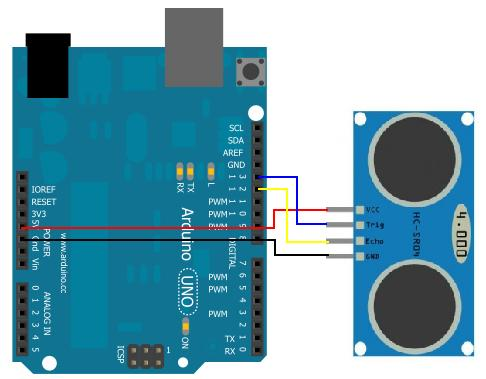 SCL
SDA
AREF
GND
13
12
PWM 11
PWM 10
PWM 9
8
DIGITAL
7
PWM 6
PWM 5
4
PWM 3
2
TX 1
RX 0
RX
TX
L
Arduino
UNO
ON
IOREF
RESET
3V3
5V
Gnd
Vin
POWER
www.arduino.cc
ANALOG IN
0
1
2
3
4
5
ICSP
1
VCC
Trig
Echo
GND
HC-SR04
4.000